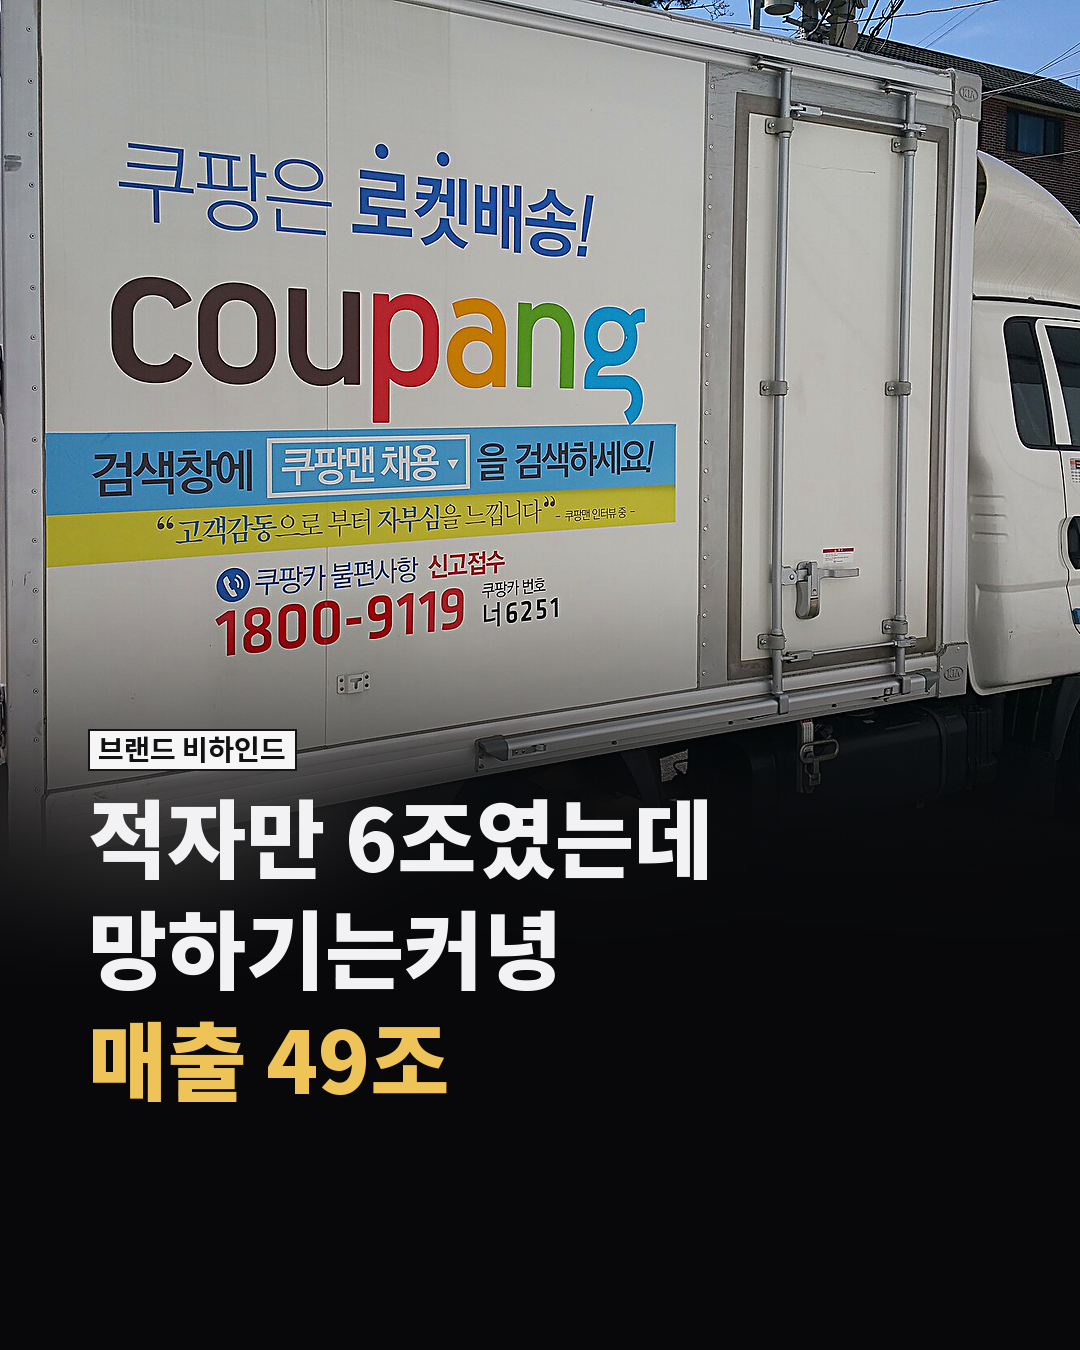 쿠팡은 로켓배송!
coupang
검색창에 쿠팡맨 채용 을 검색하세요!
“고객감동으로 부터 자부심을 느낍니다” - 쿠팡맨 인터뷰 중 -
쿠팡카 불편사항 신고접수
1800-9119
쿠팡카 번호
너6251
KIA
KIA
브랜드 비하인드
적자만 6조였는데
망하기는커녕
매출 49조